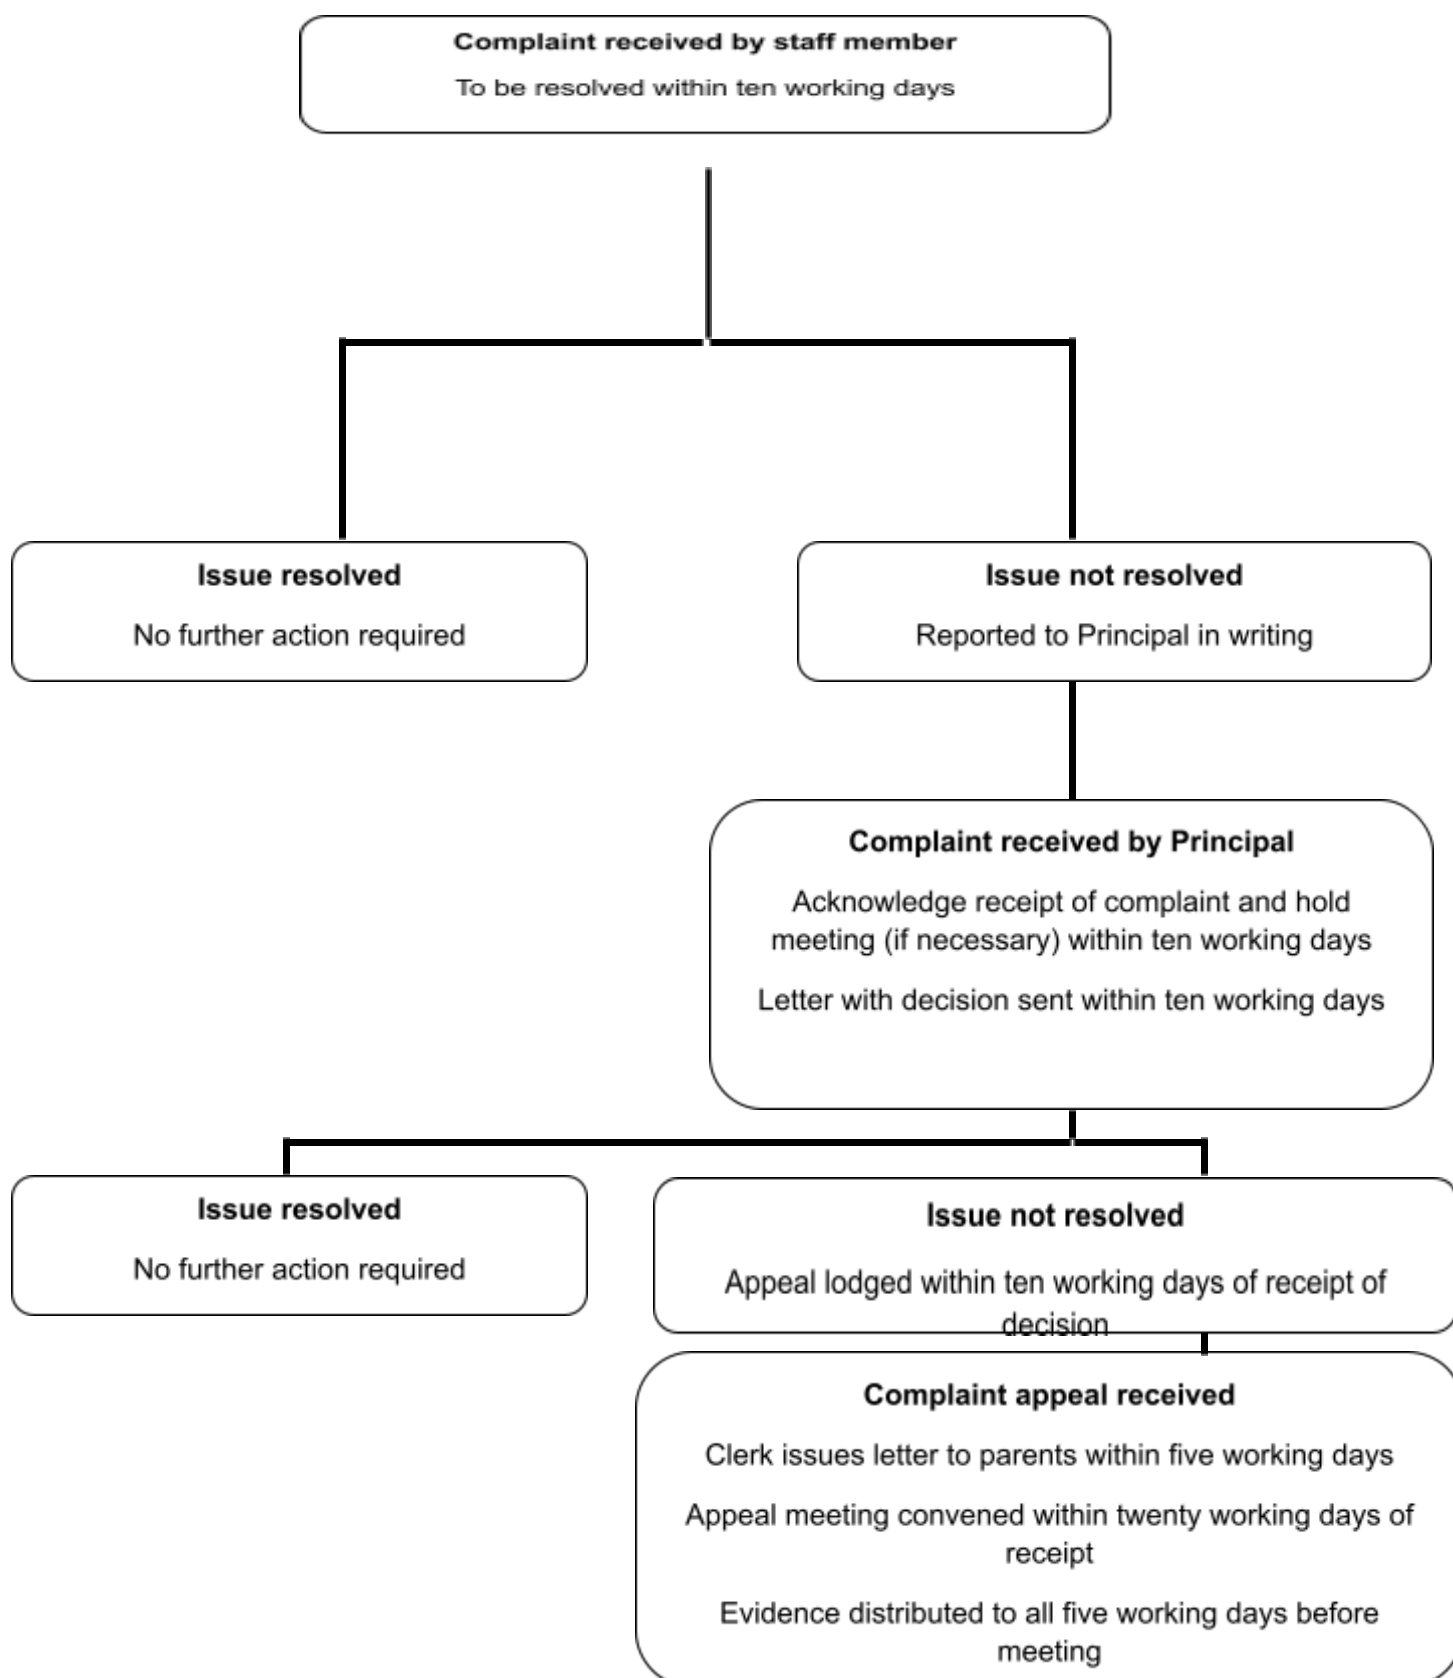 Complaint received by staff member
To be resolved within ten working days
Issue resolved
No further action required
Issue not resolved
Reported to Principal in writing
Complaint received by Principal
Acknowledge receipt of complaint and hold
meeting (if necessary) within ten working days
Letter with decision sent within ten working days
Issue resolved
No further action required
Issue not resolved
Appeal lodged within ten working days of receipt of
decision
Complaint appeal received
Clerk issues letter to parents within five working days
Appeal meeting convened within twenty working days of
receipt
Evidence distributed to all five working days before
meeting